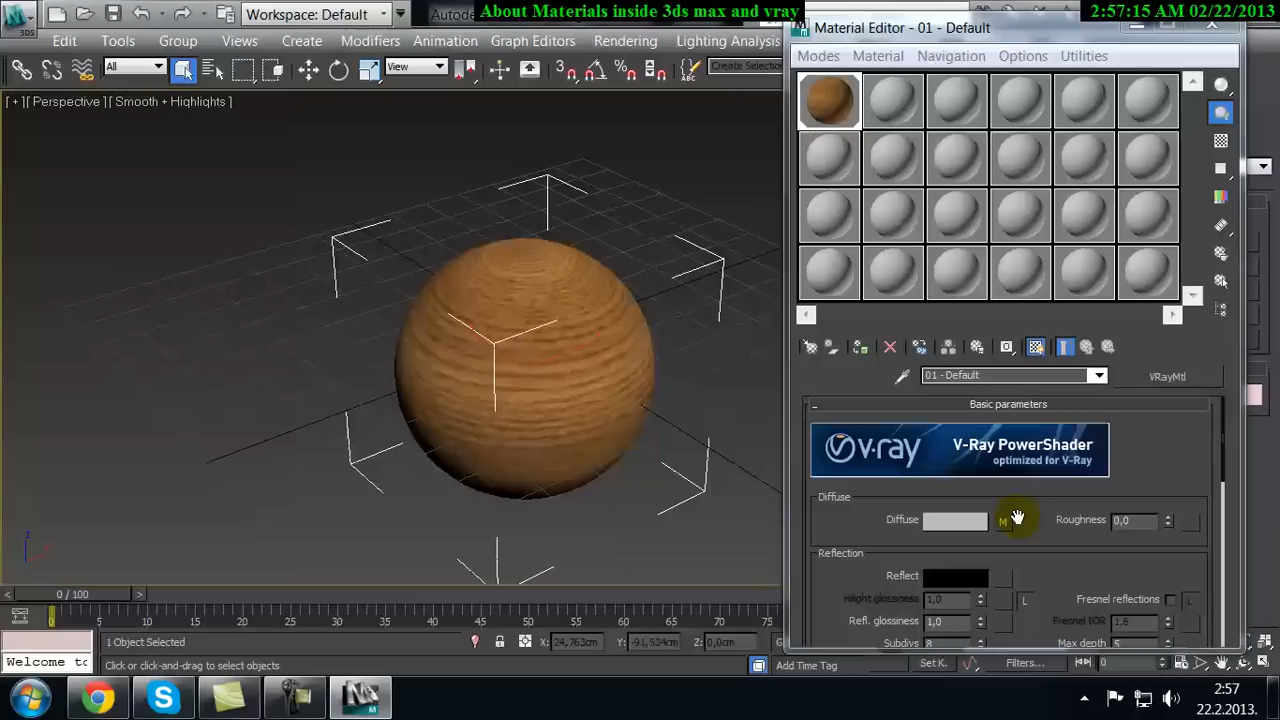 About Materials inside 3ds max and vray
2:57:15 AM 02/22/2013
3DS
Workspace: Default
Autodes
Material Editor - 01 - Default
Edit Tools Group Views Create Modifiers Animation Graph Editors Rendering Lighting Analysis
Modes Material Navigation Options Utilities
All
View
3
Create Selection
[ + ] [ Perspective ] [ Smooth + Highlights ]
01 - Default
VRayMtl
Basic parameters
v-ray
V-Ray PowerShader
optimized for V-Ray
Diffuse
Diffuse
M
Roughness 0,0
Reflection
Reflect
Hilight glossiness 1,0
L
Fresnel reflections
L
Refl. glossiness 1,0
Fresnel IOR 1,6
Subdivs 8
Max depth 5
z
0 / 100
0 5 10 15 20 25 30 35 40 45 50 55 60 65 70 75
1 Object Selected
X: 24,763cm
Y: -91,534cm
Z: 0,0cm
Welcome to
Click or click-and-drag to select objects
Add Time Tag
Set K.
Filters...
0
2:57
22.2.2013.